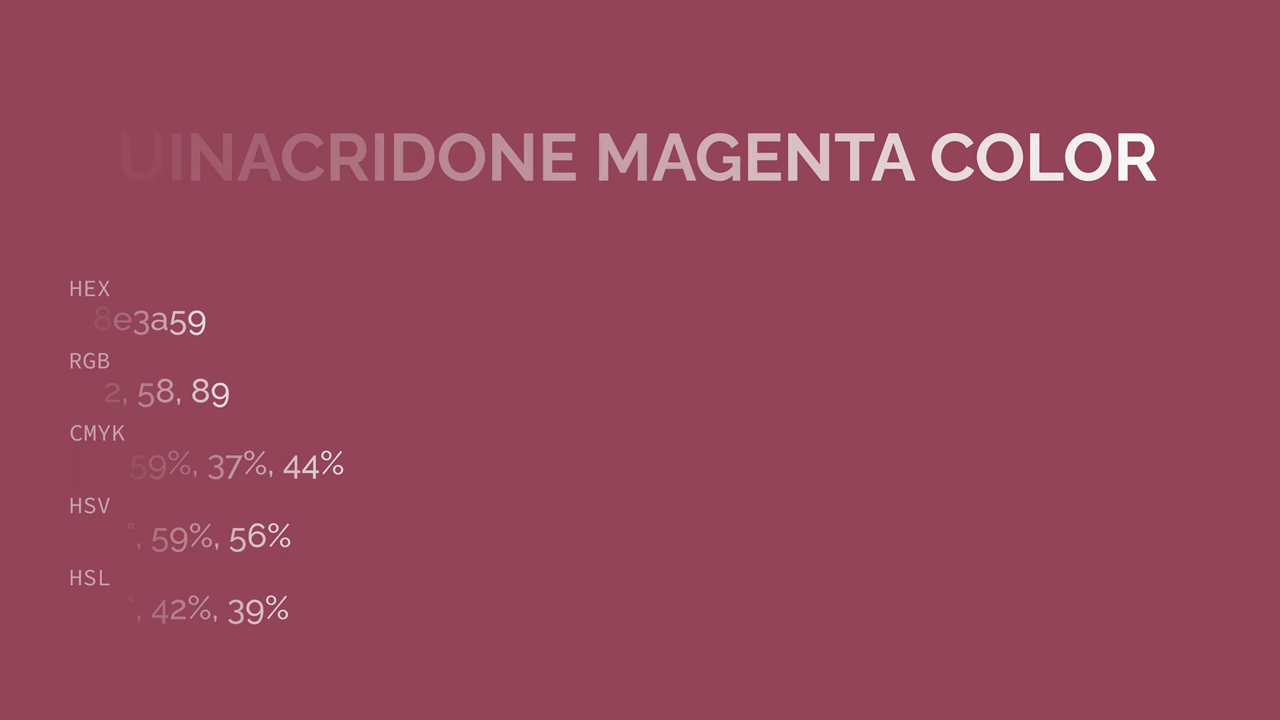 UINACRIDONE MAGENTA COLOR
HEX
8e3a59
RGB
2, 58, 89
CMYK
59%, 37%, 44%
HSV
°, 59%, 56%
HSL
°, 42%, 39%